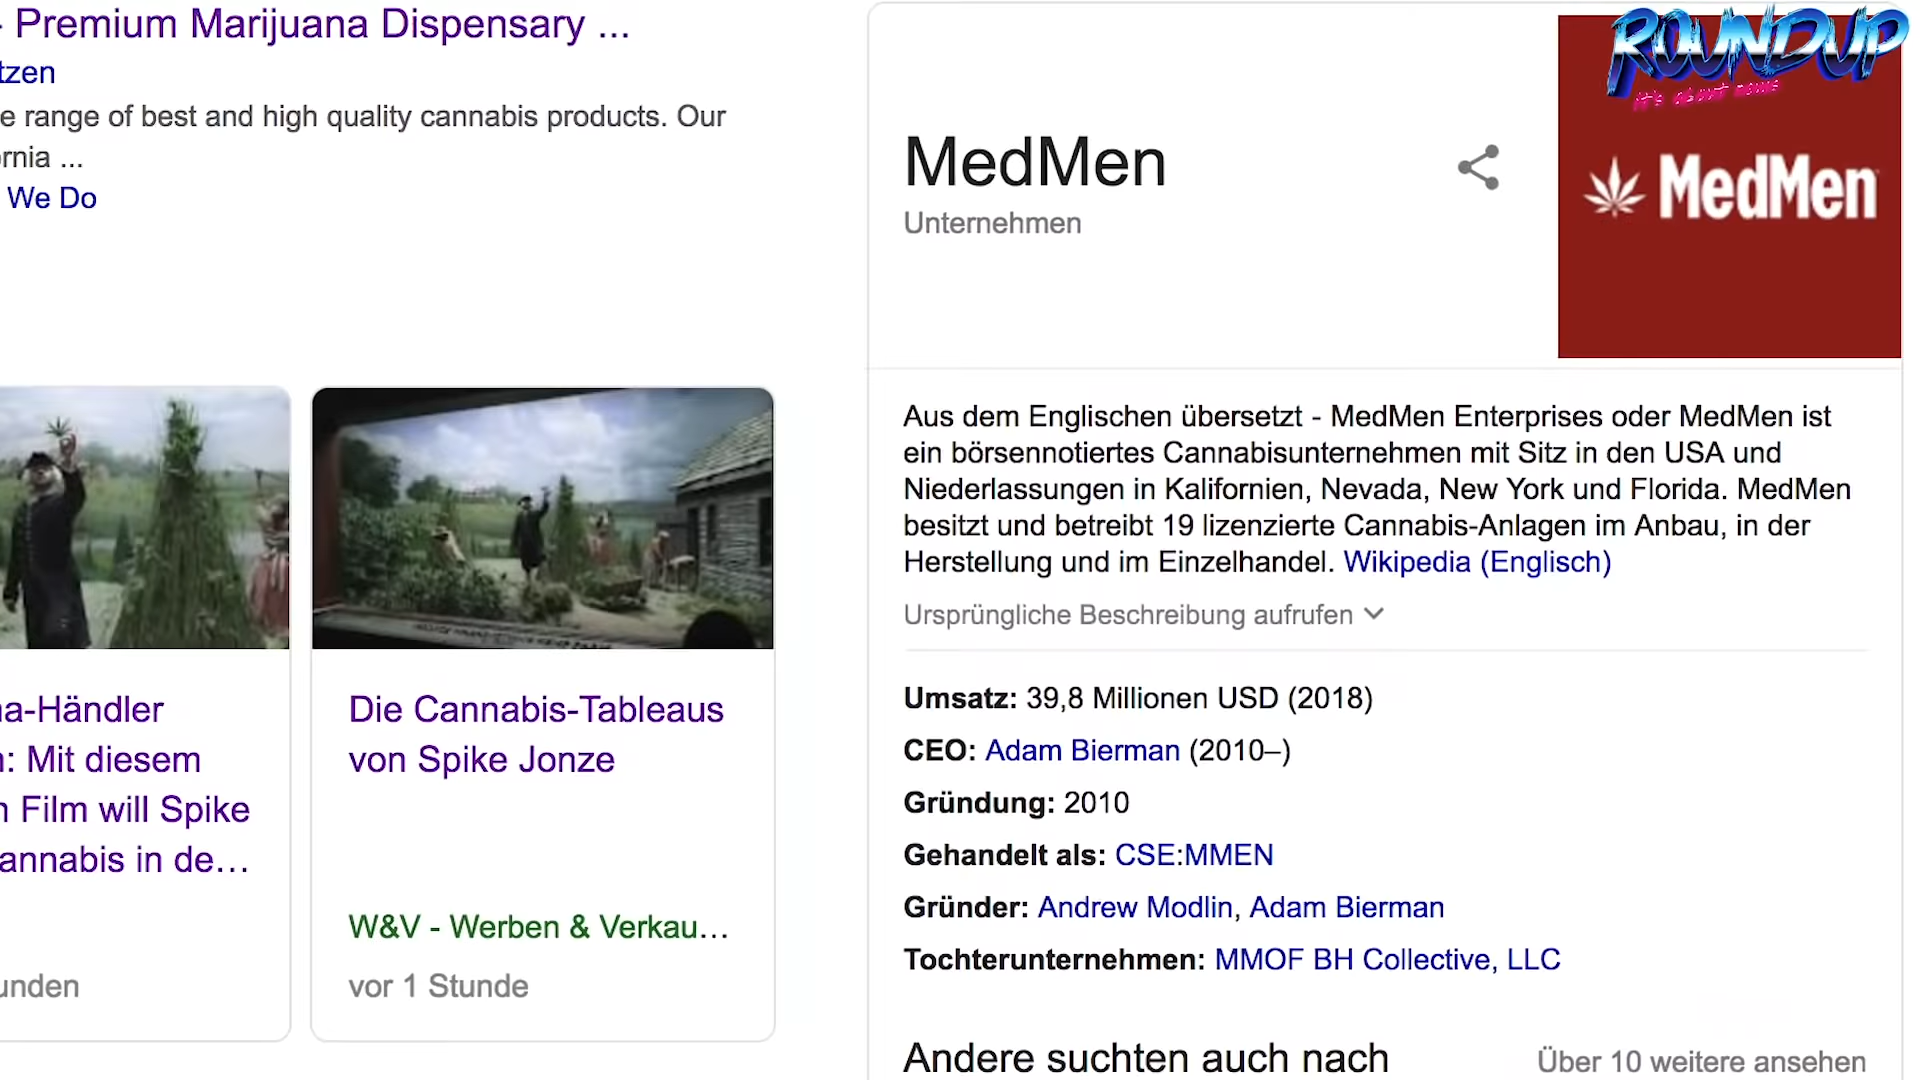 - Premium Marijuana Dispensary ...
tzen
e range of best and high quality cannabis products. Our
ornia ...
We Do
a-Händler
n: Mit diesem
n Film will Spike
annabis in de...
unden
Die Cannabis-Tableaus
von Spike Jonze
W&V - Werben & Verkau...
vor 1 Stunde
ROUNDUP
it's about news
MedMen
Unternehmen
MedMen
Aus dem Englischen übersetzt - MedMen Enterprises oder MedMen ist
ein börsennotiertes Cannabisunternehmen mit Sitz in den USA und
Niederlassungen in Kalifornien, Nevada, New York und Florida. MedMen
besitzt und betreibt 19 lizenzierte Cannabis-Anlagen im Anbau, in der
Herstellung und im Einzelhandel. Wikipedia (Englisch)
Ursprüngliche Beschreibung aufrufen
Umsatz: 39,8 Millionen USD (2018)
CEO: Adam Bierman (2010–)
Gründung: 2010
Gehandelt als: CSE:MMEN
Gründer: Andrew Modlin, Adam Bierman
Tochterunternehmen: MMOF BH Collective, LLC
Andere suchten auch nach
Über 10 weitere ansehen